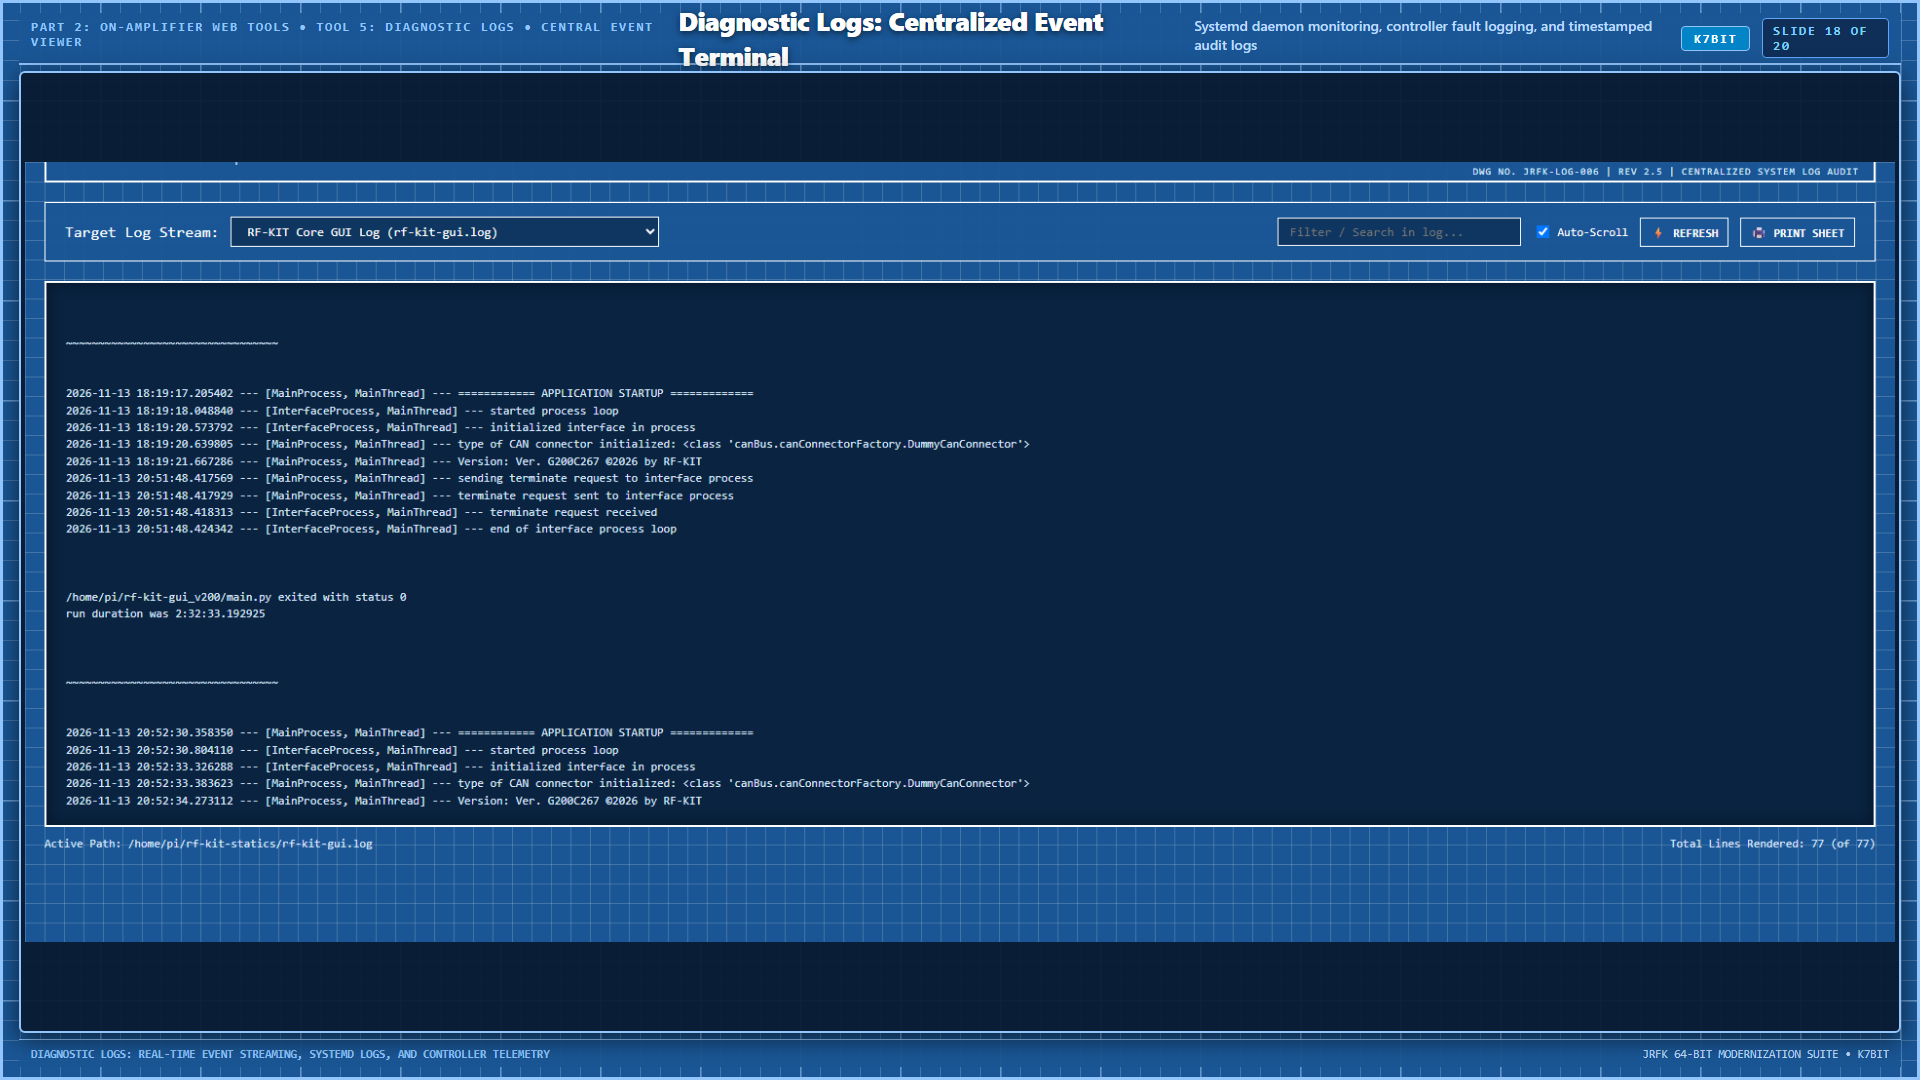 PART 2: ON-AMPLIFIER WEB TOOLS • TOOL 5: DIAGNOSTIC LOGS • CENTRAL EVENT
VIEWER
Diagnostic Logs: Centralized Event
Terminal
Systemd daemon monitoring, controller fault logging, and timestamped
audit logs
K7BIT
SLIDE 18 OF
20
DWG NO. JRFK-LOG-006 | REV 2.5 | CENTRALIZED SYSTEM LOG AUDIT
Target Log Stream: RF-KIT Core GUI Log (rf-kit-gui.log) Filter / Search in log... Auto-Scroll REFRESH PRINT SHEET
~~~~~~~~~~~~~~~~~~~~~~~~~~~~~~~~~
2026-11-13 18:19:17.205402 --- [MainProcess, MainThread] --- ============ APPLICATION STARTUP =============
2026-11-13 18:19:18.048840 --- [InterfaceProcess, MainThread] --- started process loop
2026-11-13 18:19:20.573792 --- [InterfaceProcess, MainThread] --- initialized interface in process
2026-11-13 18:19:20.639805 --- [MainProcess, MainThread] --- type of CAN connector initialized: <class 'canBus.canConnectorFactory.DummyCanConnector'>
2026-11-13 18:19:21.667286 --- [MainProcess, MainThread] --- Version: Ver. G200C267 ©2026 by RF-KIT
2026-11-13 20:51:48.417569 --- [MainProcess, MainThread] --- sending terminate request to interface process
2026-11-13 20:51:48.417929 --- [MainProcess, MainThread] --- terminate request sent to interface process
2026-11-13 20:51:48.418313 --- [InterfaceProcess, MainThread] --- terminate request received
2026-11-13 20:51:48.424342 --- [InterfaceProcess, MainThread] --- end of interface process loop
/home/pi/rf-kit-gui_v200/main.py exited with status 0
run duration was 2:32:33.192925
~~~~~~~~~~~~~~~~~~~~~~~~~~~~~~~~~
2026-11-13 20:52:30.358350 --- [MainProcess, MainThread] --- ============ APPLICATION STARTUP =============
2026-11-13 20:52:30.804110 --- [InterfaceProcess, MainThread] --- started process loop
2026-11-13 20:52:33.326288 --- [InterfaceProcess, MainThread] --- initialized interface in process
2026-11-13 20:52:33.383623 --- [MainProcess, MainThread] --- type of CAN connector initialized: <class 'canBus.canConnectorFactory.DummyCanConnector'>
2026-11-13 20:52:34.273112 --- [MainProcess, MainThread] --- Version: Ver. G200C267 ©2026 by RF-KIT
Active Path: /home/pi/rf-kit-statics/rf-kit-gui.log
Total Lines Rendered: 77 (of 77)
DIAGNOSTIC LOGS: REAL-TIME EVENT STREAMING, SYSTEMD LOGS, AND CONTROLLER TELEMETRY
JRFK 64-BIT MODERNIZATION SUITE • K7BIT